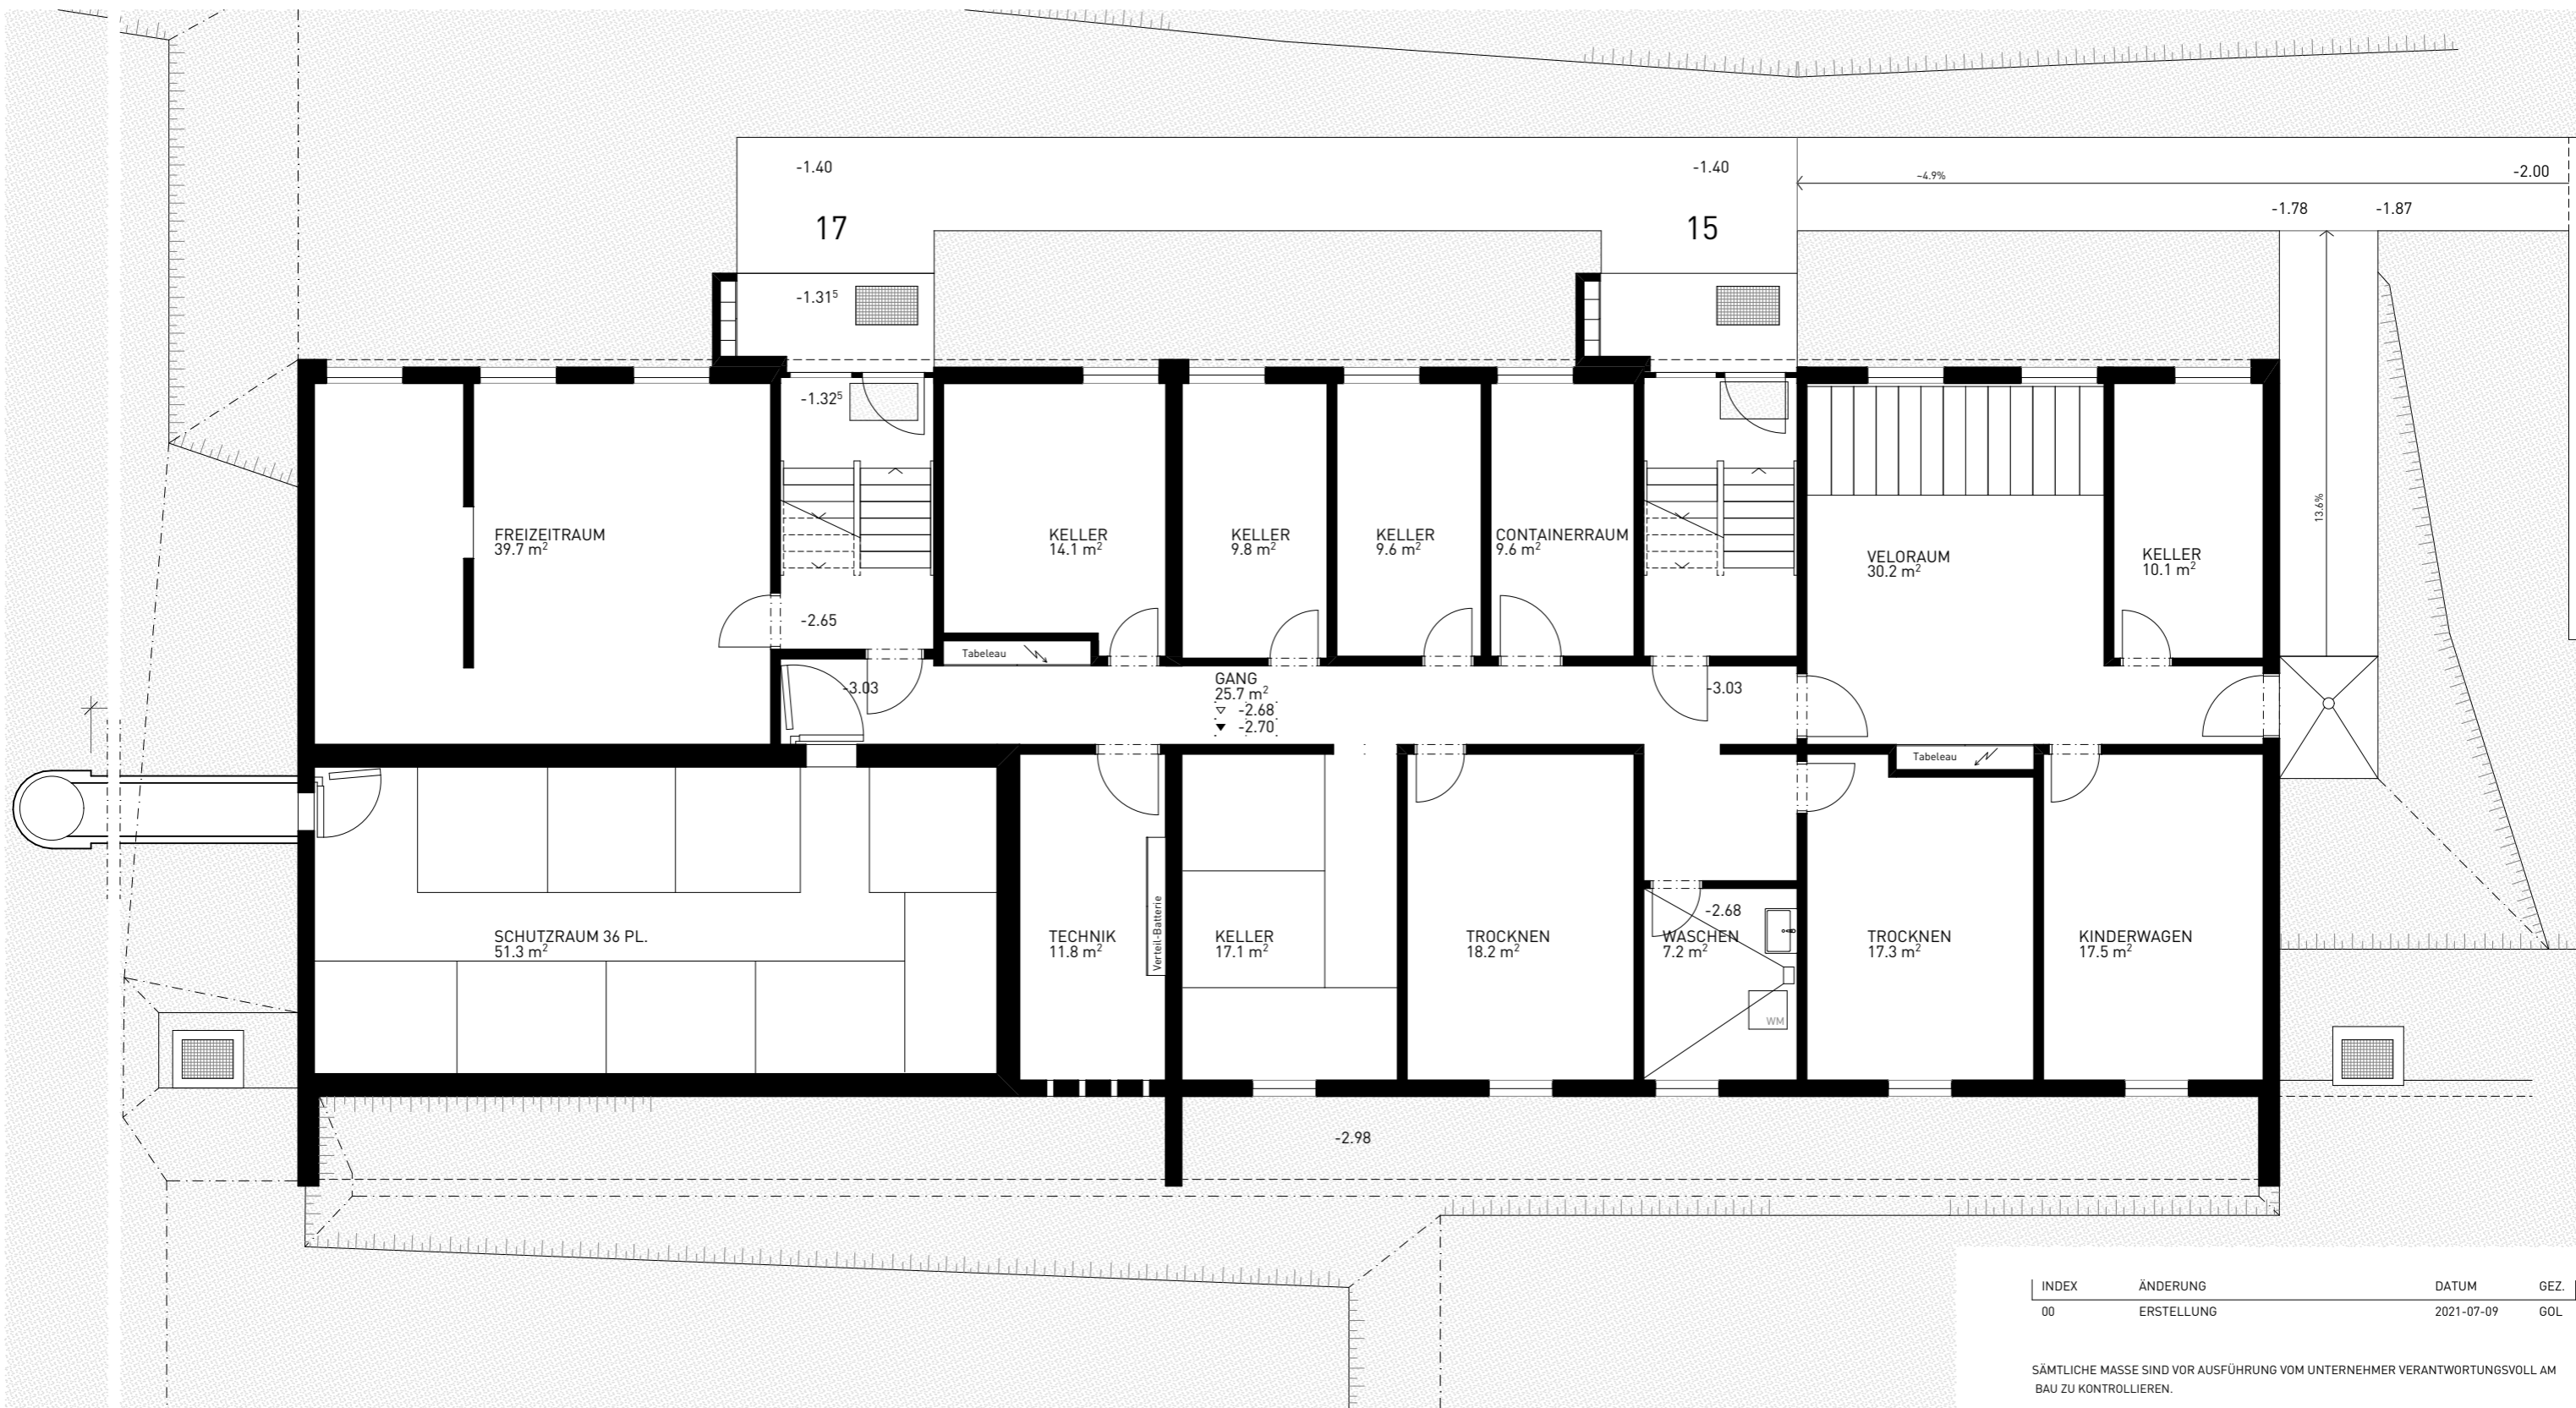 -1.40
-1.40
~4.9%
-2.00
-1.78
-1.87
17
15
-1.31⁵
-1.32⁵
13.6%
FREIZEITRAUM
39.7 m²
KELLER
14.1 m²
KELLER
9.8 m²
KELLER
9.6 m²
CONTAINERRAUM
9.6 m²
VELORAUM
30.2 m²
KELLER
10.1 m²
-2.65
Tabeleau
-3.03
GANG
25.7 m²
-2.68
-2.70
-3.03
Tabeleau
SCHUTZRAUM 36 PL.
51.3 m²
TECHNIK
11.8 m²
Verteil-Batterie
KELLER
17.1 m²
TROCKNEN
18.2 m²
-2.68
WASCHEN
7.2 m²
WM
TROCKNEN
17.3 m²
KINDERWAGEN
17.5 m²
-2.98
INDEX ÄNDERUNG DATUM GEZ.
00 ERSTELLUNG 2021-07-09 GOL
SÄMTLICHE MASSE SIND VOR AUSFÜHRUNG VOM UNTERNEHMER VERANTWORTUNGSVOLL AM
BAU ZU KONTROLLIEREN.